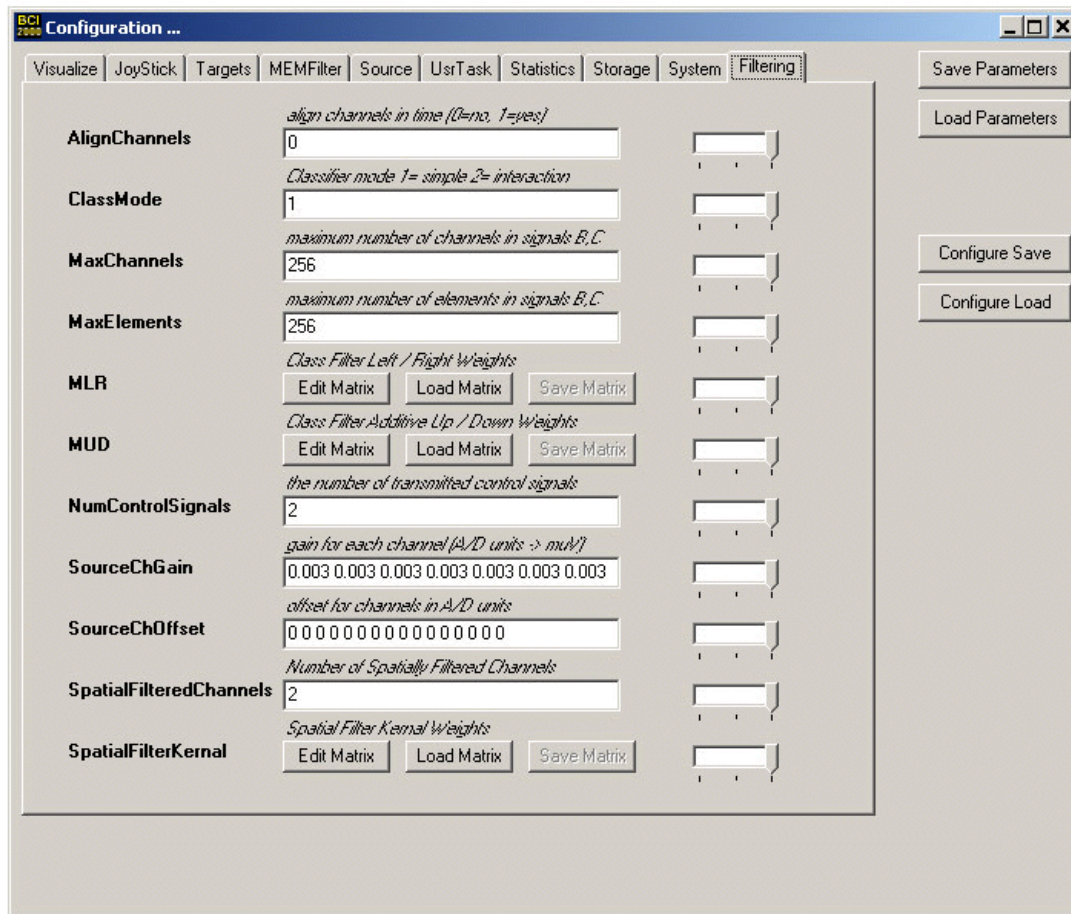 BCI 2000 Configuration ...
Visualize JoyStick Targets MEMFilter Source UsrTask Statistics Storage System Filtering
Save Parameters
Load Parameters
Configure Save
Configure Load
align channels in time (0=no, 1=yes)
AlignChannels 0
Classifier mode 1= simple 2= interaction
ClassMode 1
maximum number of channels in signals B,C
MaxChannels 256
maximum number of elements in signals B,C
MaxElements 256
Class Filter Left / Right Weights
MLR Edit Matrix Load Matrix Save Matrix
Class Filter Additive Up / Down Weights
MUD Edit Matrix Load Matrix Save Matrix
the number of transmitted control signals
NumControlSignals 2
gain for each channel (A/D units -> muV)
SourceChGain 0.003 0.003 0.003 0.003 0.003 0.003 0.003
offset for channels in A/D units
SourceChOffset 0 0 0 0 0 0 0 0 0 0 0 0 0 0 0 0
Number of Spatially Filtered Channels
SpatialFilteredChannels 2
Spatial Filter Kernal Weights
SpatialFilterKernal Edit Matrix Load Matrix Save Matrix